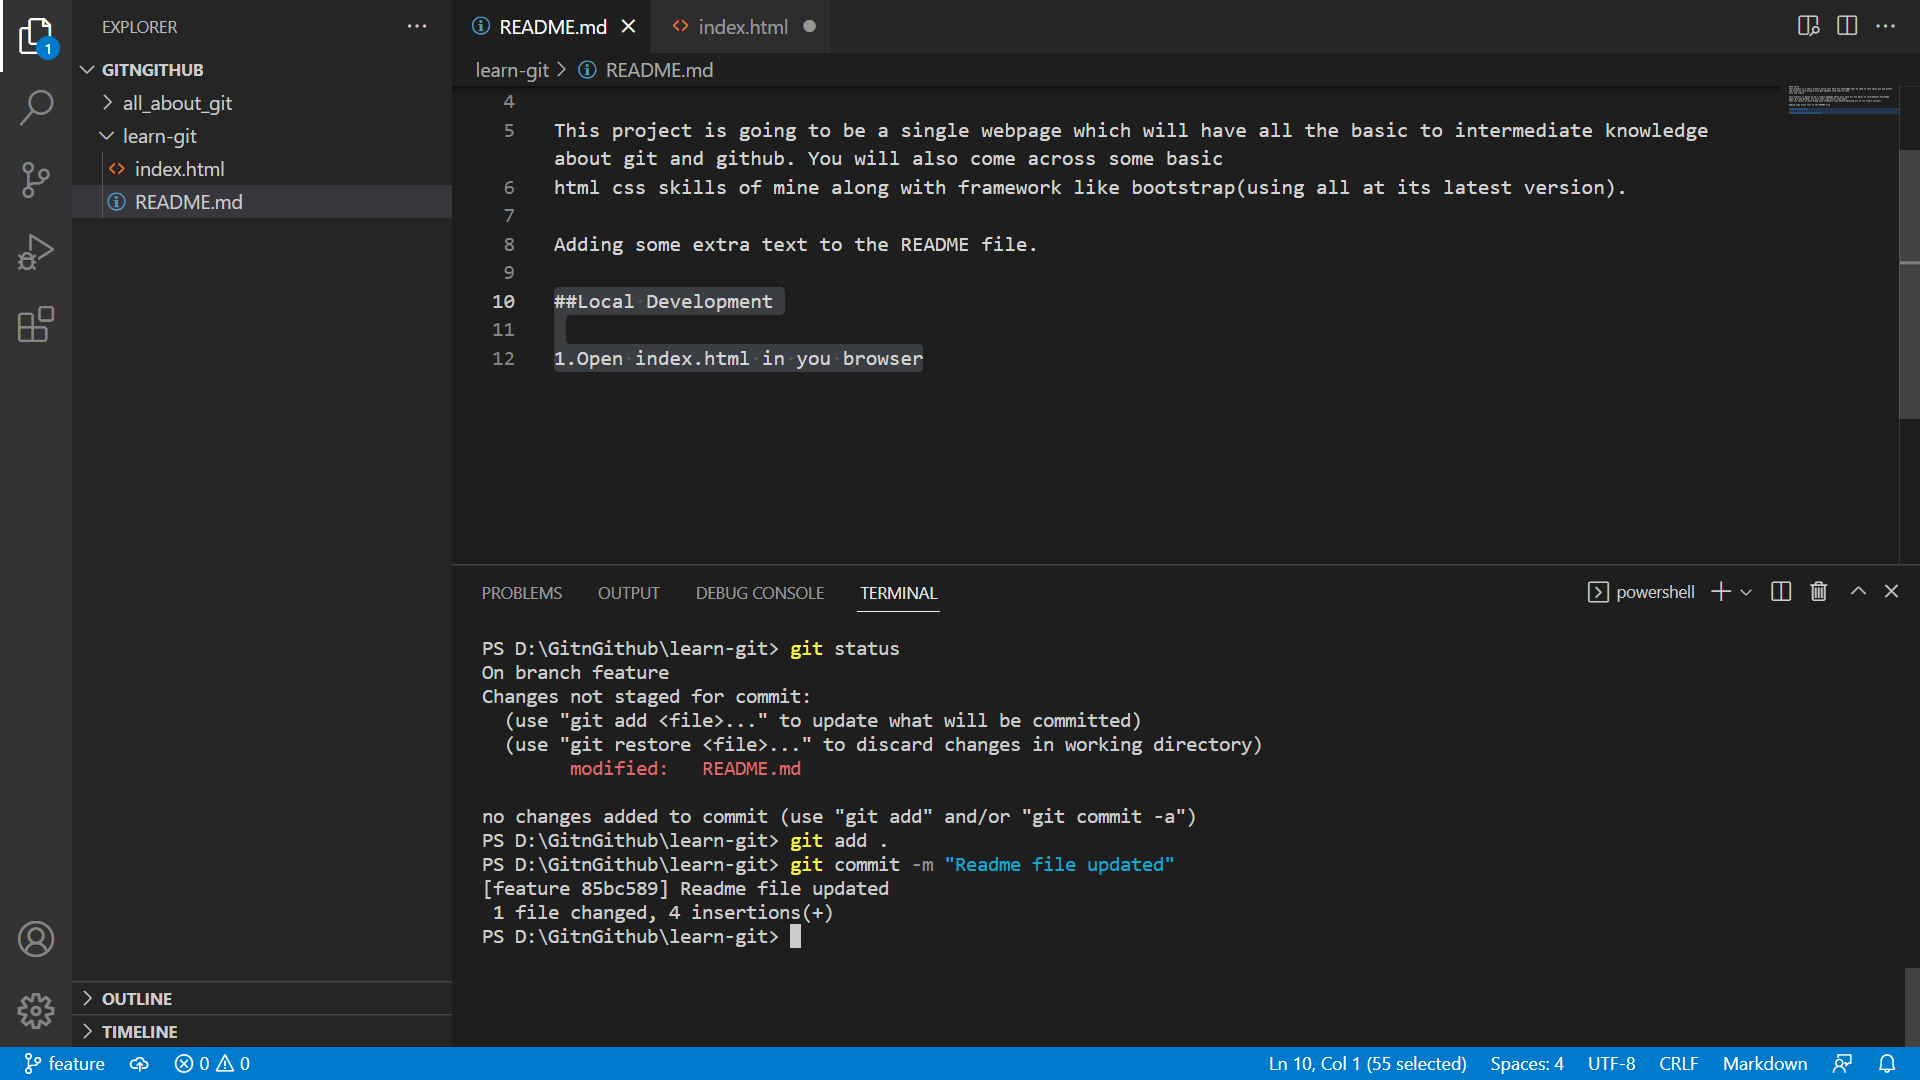 1
EXPLORER
README.md
index.html
GITNGITHUB
learn-git
README.md
all_about_git
learn-git
index.html
README.md
4
5 This project is going to be a single webpage which will have all the basic to intermediate knowledge
about git and github. You will also come across some basic
6 html css skills of mine along with framework like bootstrap(using all at its latest version).
7
8 Adding some extra text to the README file.
9
10 ##Local Development
11
12 1.Open index.html in you browser
PROBLEMS OUTPUT DEBUG CONSOLE TERMINAL
powershell
PS D:\GitnGithub\learn-git> git status
On branch feature
Changes not staged for commit:
(use "git add <file>..." to update what will be committed)
(use "git restore <file>..." to discard changes in working directory)
modified: README.md
no changes added to commit (use "git add" and/or "git commit -a")
PS D:\GitnGithub\learn-git> git add .
PS D:\GitnGithub\learn-git> git commit -m "Readme file updated"
[feature 85bc589] Readme file updated
1 file changed, 4 insertions(+)
PS D:\GitnGithub\learn-git>
OUTLINE
TIMELINE
feature 0 0 Ln 10, Col 1 (55 selected) Spaces: 4 UTF-8 CRLF Markdown